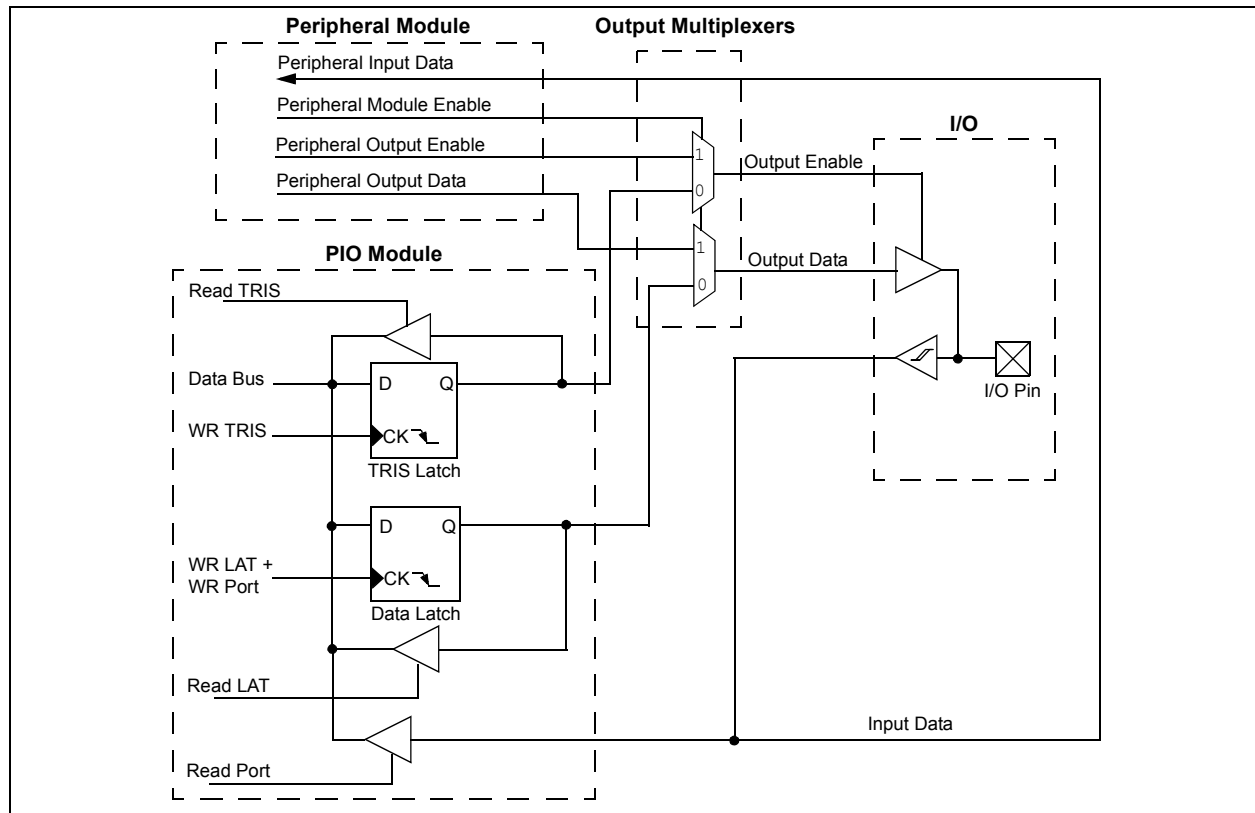 Peripheral Module
Output Multiplexers
Peripheral Input Data
Peripheral Module Enable
Peripheral Output Enable
Peripheral Output Data
1
0
1
0
Output Enable
Output Data
I/O
I/O Pin
PIO Module
Read TRIS
Data Bus
D
Q
WR TRIS
CK
TRIS Latch
D
Q
WR LAT +
WR Port
CK
Data Latch
Read LAT
Input Data
Read Port